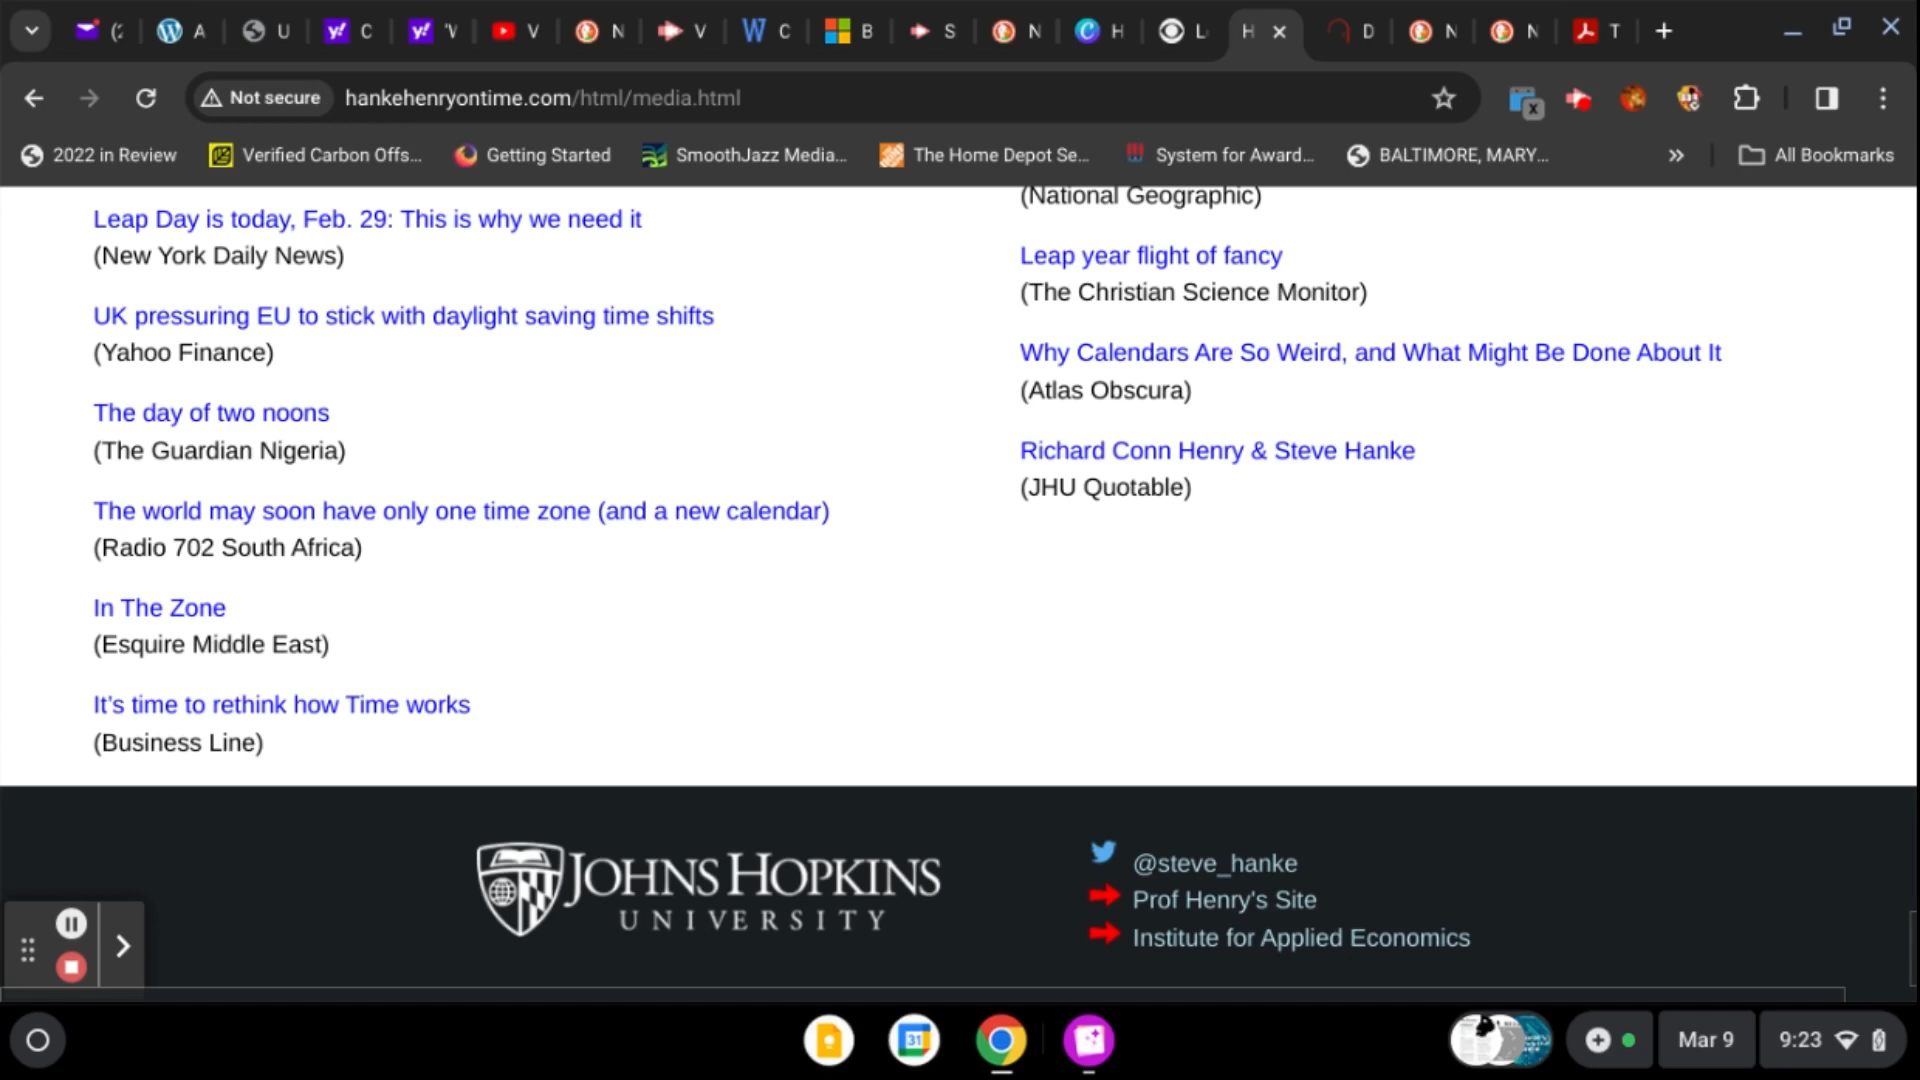 A
U
C
'V
V
N
V
W C
B
S
N
H
L
H
D
N
N
T
Not secure
hankehenryontime.com/html/media.html
2022 in Review
Verified Carbon Offs...
Getting Started
SmoothJazz Media...
The Home Depot Se...
System for Award...
BALTIMORE, MARY...
All Bookmarks
Leap Day is today, Feb. 29: This is why we need it
(New York Daily News)
UK pressuring EU to stick with daylight saving time shifts
(Yahoo Finance)
The day of two noons
(The Guardian Nigeria)
The world may soon have only one time zone (and a new calendar)
(Radio 702 South Africa)
In The Zone
(Esquire Middle East)
It's time to rethink how Time works
(Business Line)
(National Geographic)
Leap year flight of fancy
(The Christian Science Monitor)
Why Calendars Are So Weird, and What Might Be Done About It
(Atlas Obscura)
Richard Conn Henry & Steve Hanke
(JHU Quotable)
JOHNS HOPKINS
UNIVERSITY
@steve_hanke
Prof Henry's Site
Institute for Applied Economics
31
Mar 9
9:23